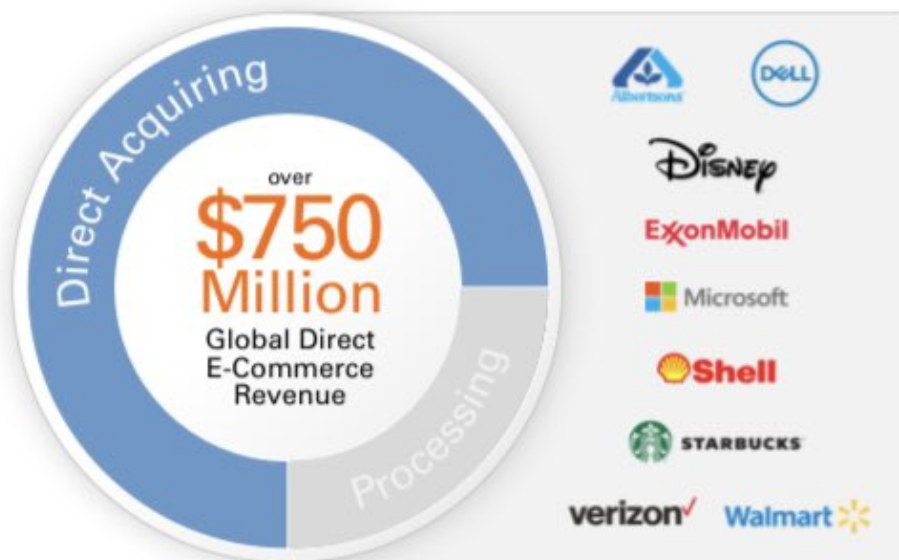 Direct Acquiring
over
$750
Million
Global Direct
E-Commerce
Revenue
Processing
Albertsons
DELL
Disney
ExxonMobil
Microsoft
Shell
STARBUCKS
verizon
Walmart